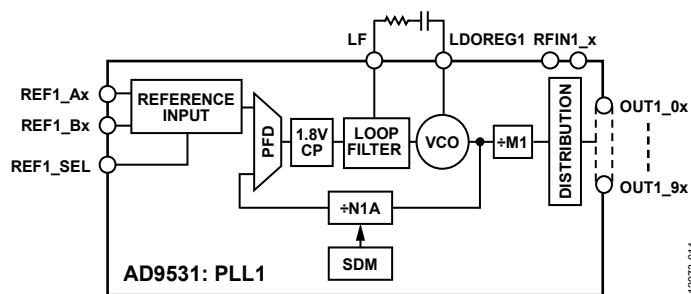 LF
LDOREG1
RFIN1_x
REF1_Ax
REF1_Bx
REF1_SEL
REFERENCE
INPUT
PFD
1.8V
CP
LOOP
FILTER
VCO
÷M1
DISTRIBUTION
OUT1_0x
OUT1_9x
÷N1A
SDM
AD9531: PLL1